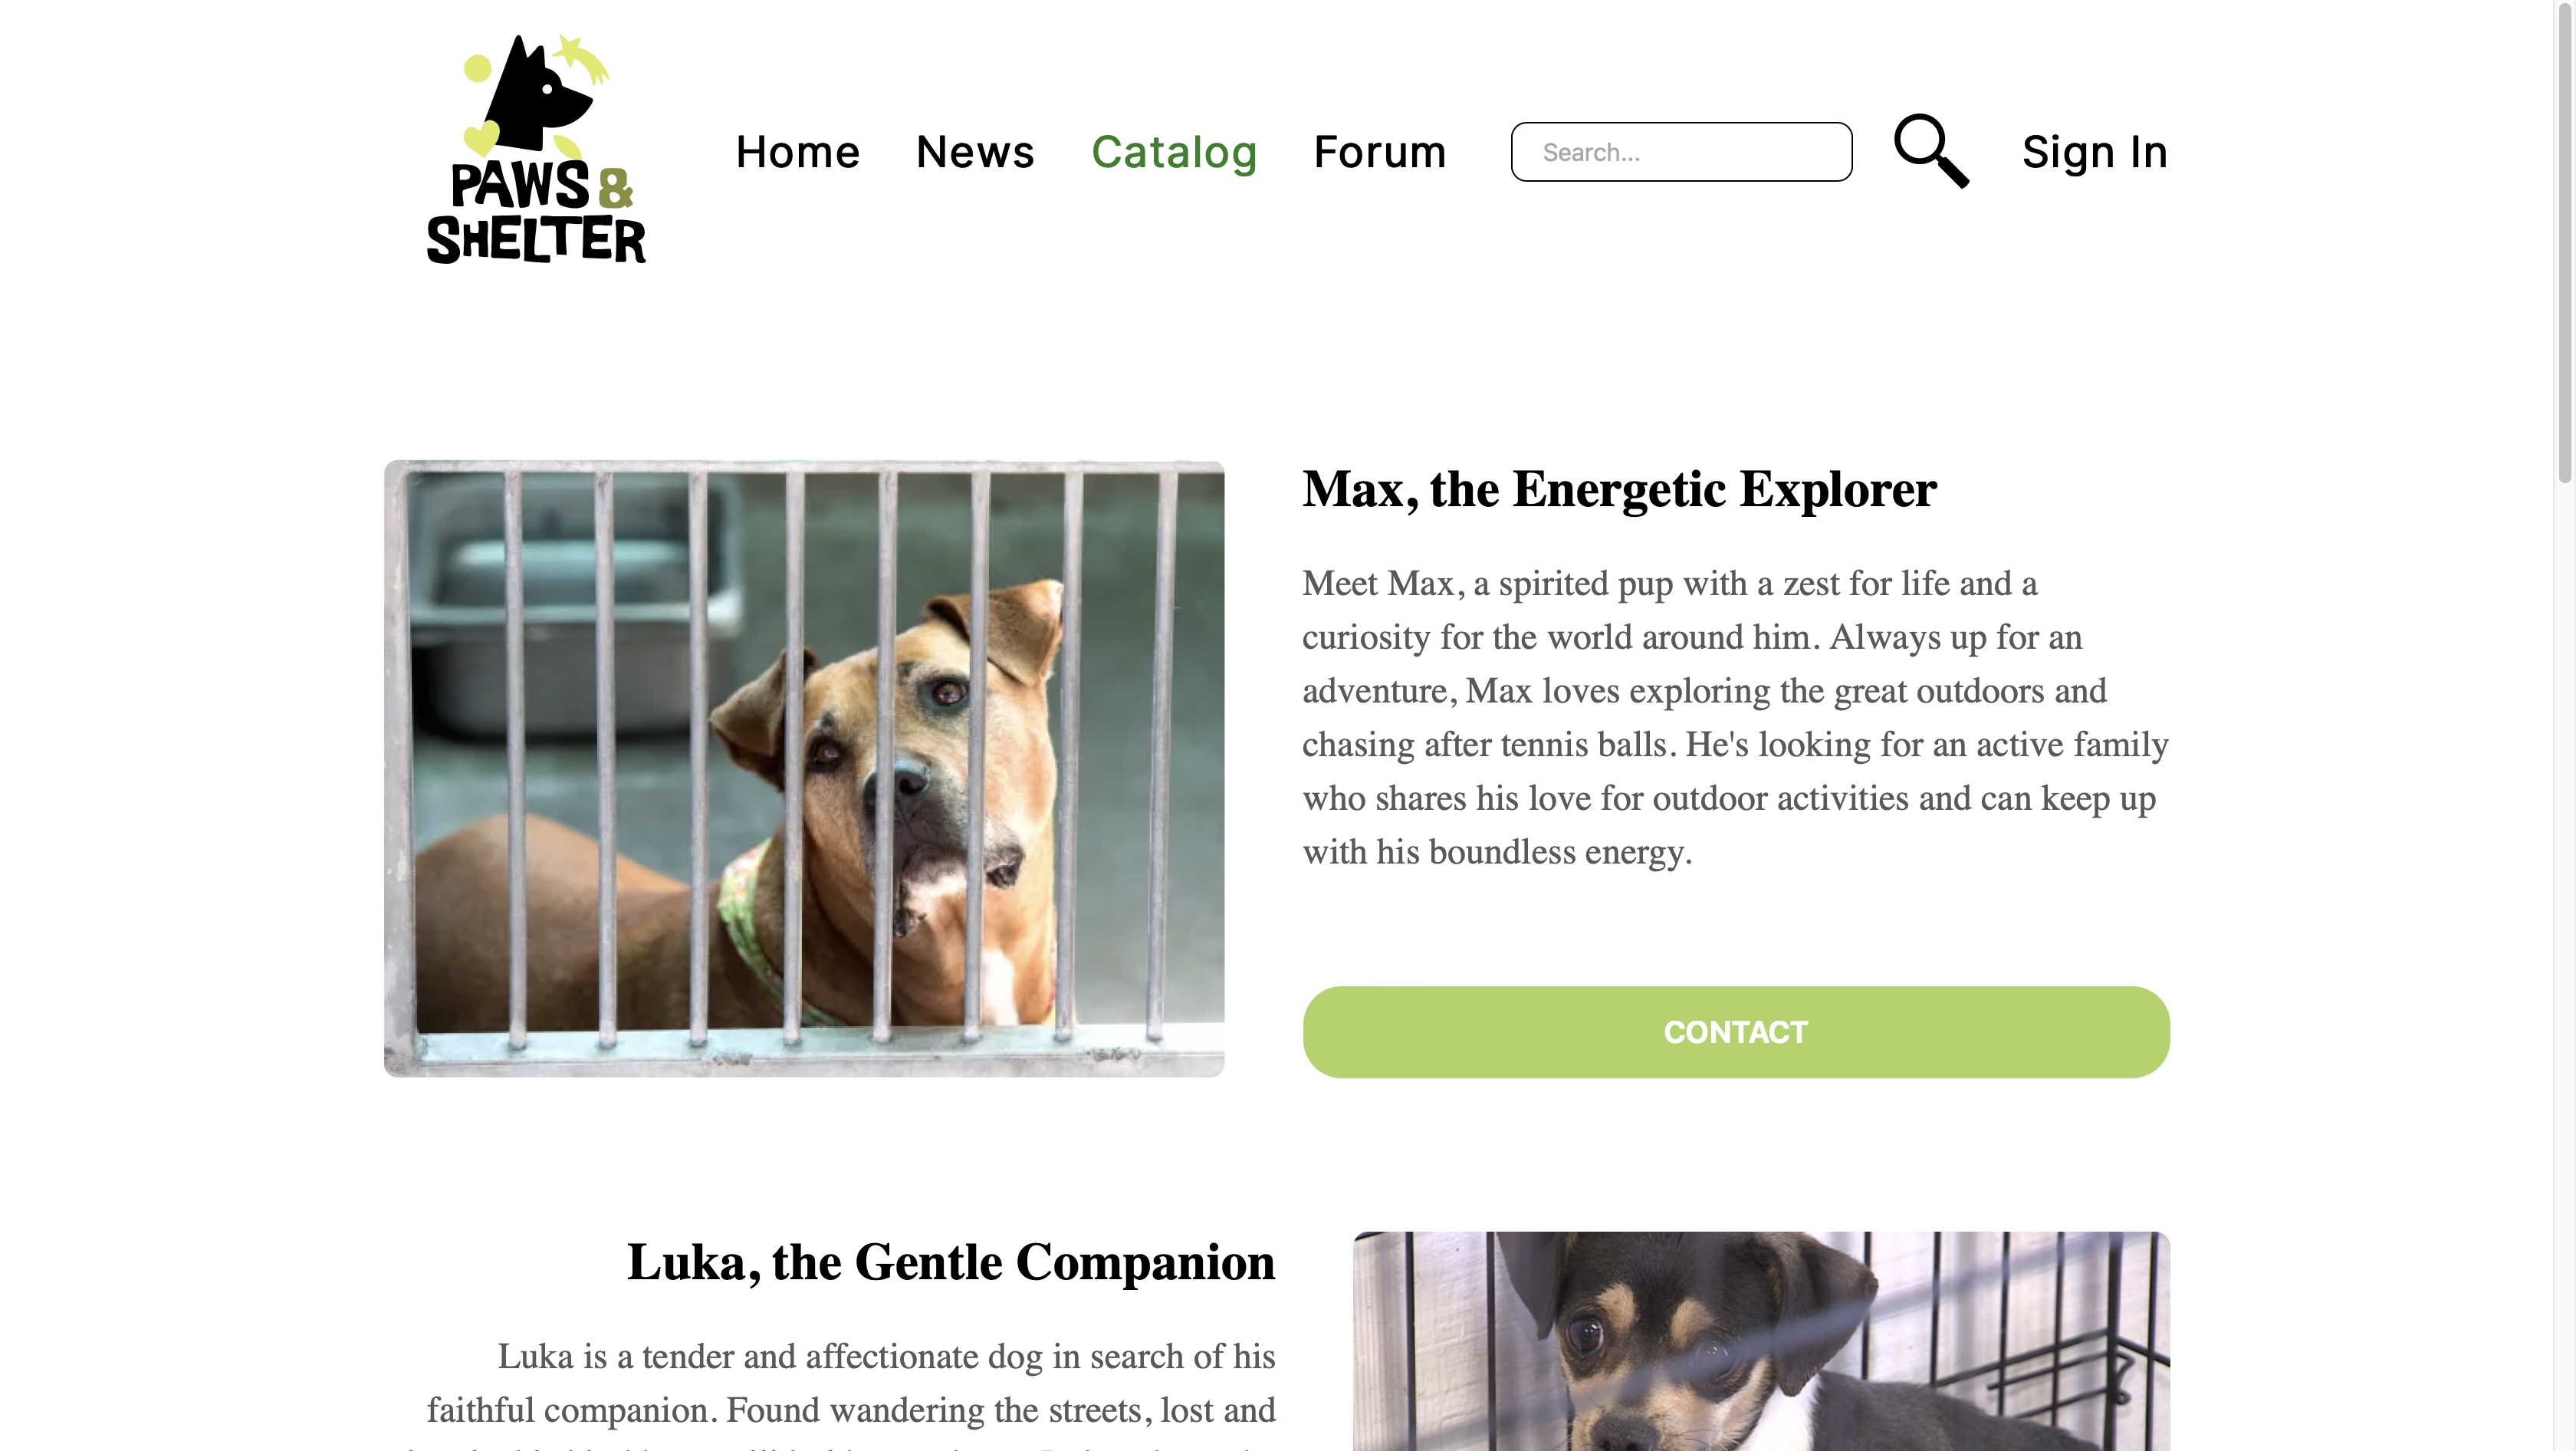 PAWS &
SHELTER
Home News Catalog Forum Search... Sign In
Max, the Energetic Explorer
Meet Max, a spirited pup with a zest for life and a
curiosity for the world around him. Always up for an
adventure, Max loves exploring the great outdoors and
chasing after tennis balls. He's looking for an active family
who shares his love for outdoor activities and can keep up
with his boundless energy.
CONTACT
Luka, the Gentle Companion
Luka is a tender and affectionate dog in search of his
faithful companion. Found wandering the streets, lost and